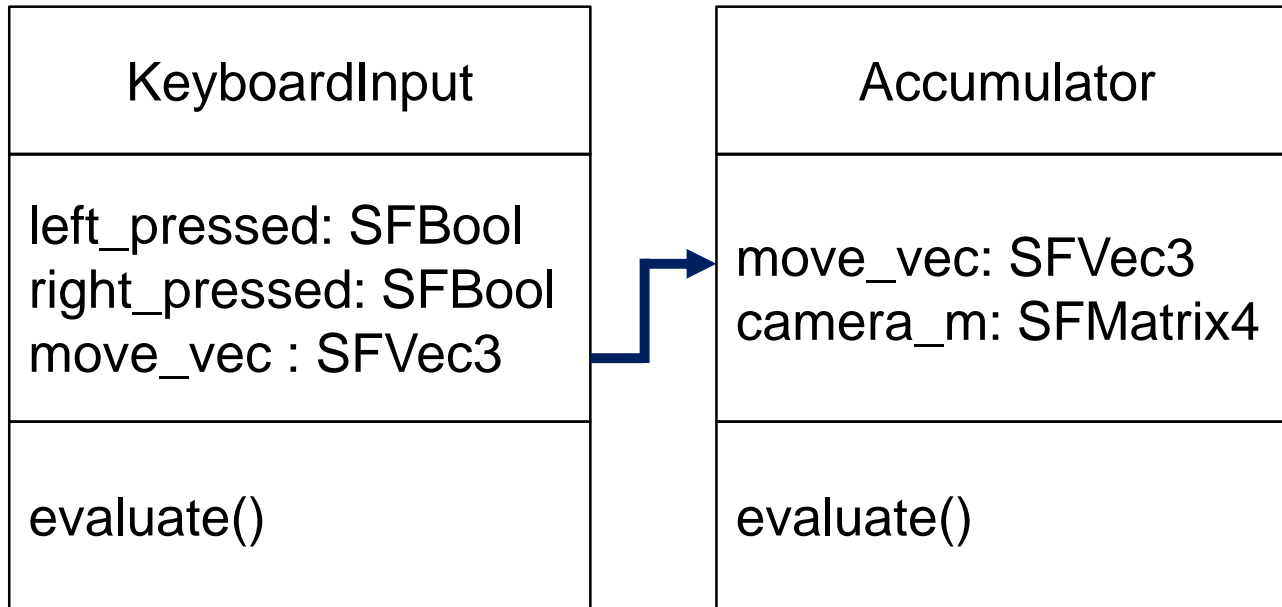 KeyboardInput
left_pressed: SFBool
right_pressed: SFBool
move_vec : SFVec3
evaluate()
Accumulator
move_vec: SFVec3
camera_m: SFMatrix4
evaluate()